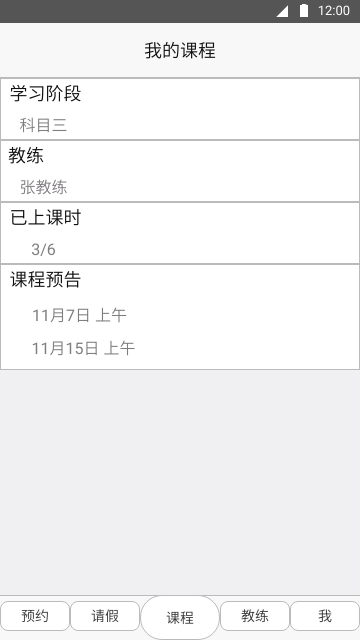 12:00
我的课程
学习阶段
科目三
教练
张教练
已上课时
3/6
课程预告
11月7日 上午
11月15日 上午
预约
请假
课程
教练
我